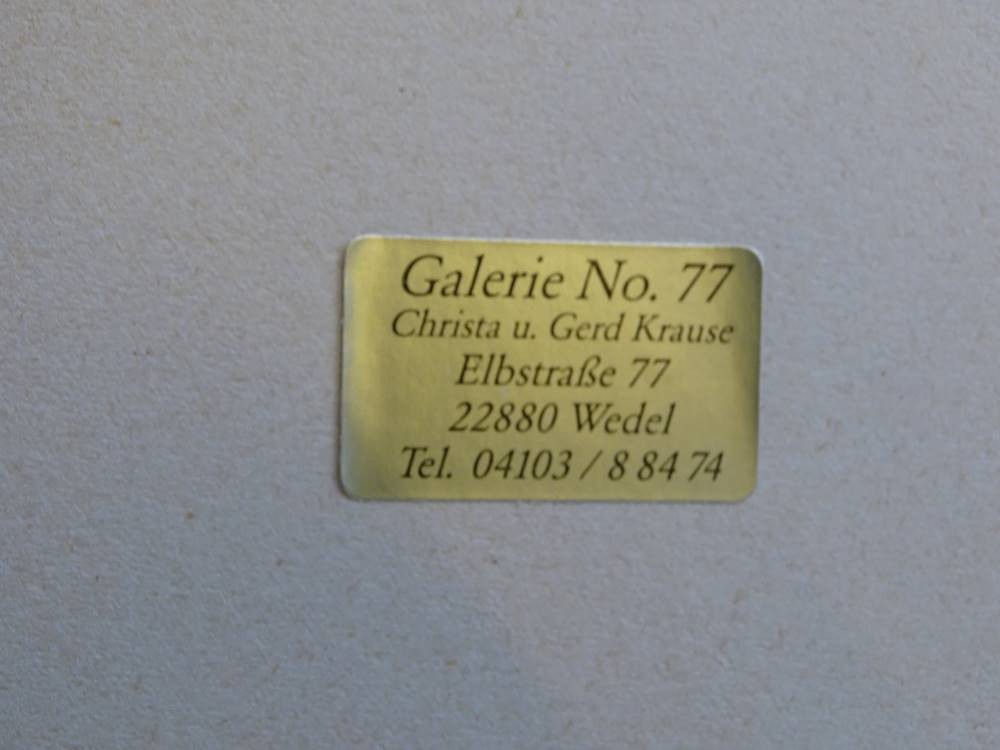 Galerie No. 77
Christa u. Gerd Krause
Elbstraße 77
22880 Wedel
Tel. 04103 / 8 84 74